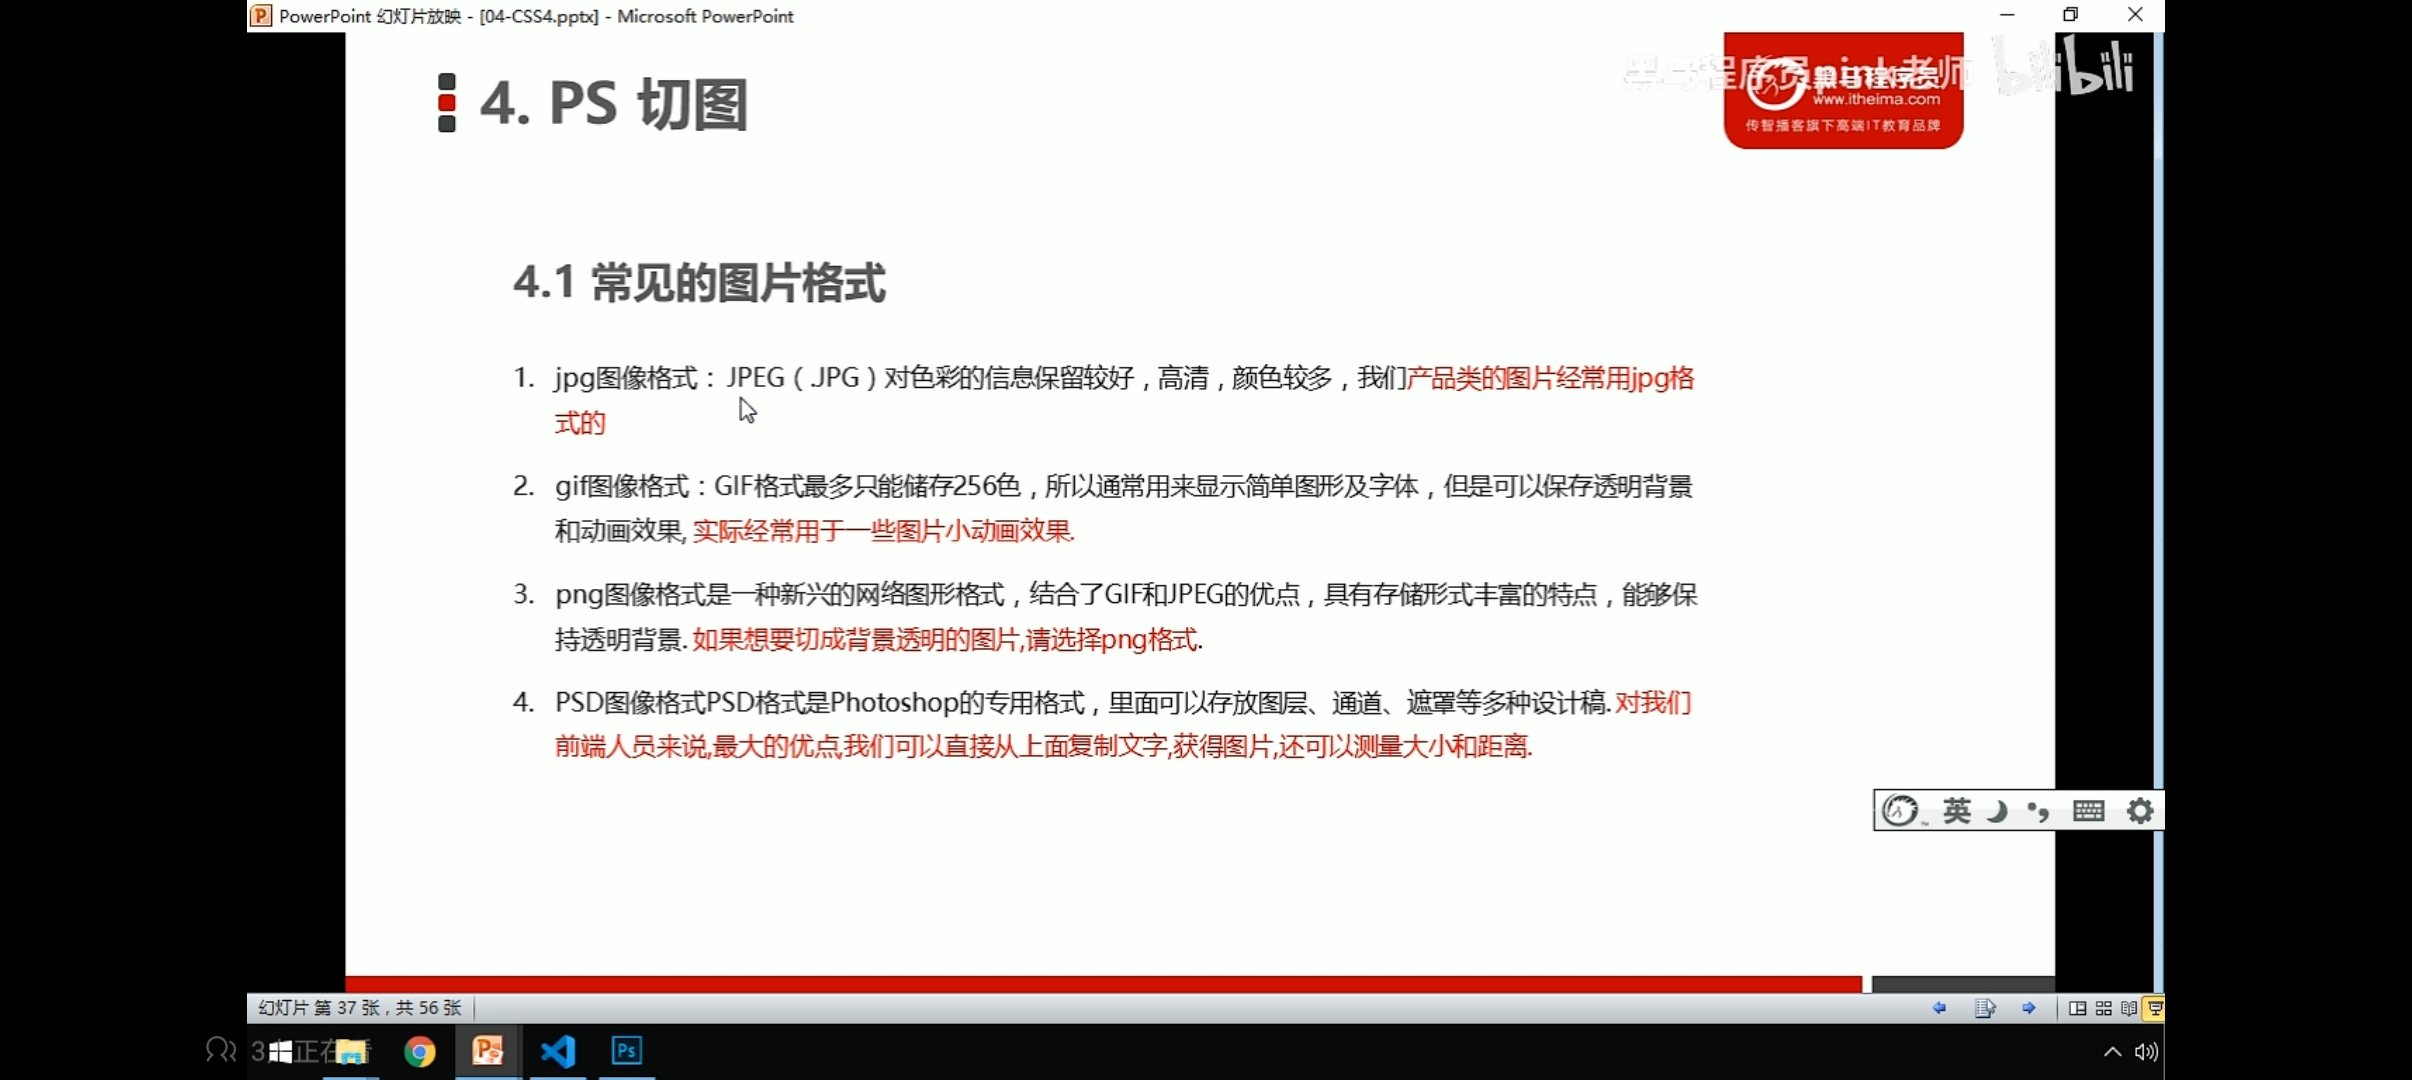 PowerPoint 幻灯片放映 - [04-CSS4.pptx] - Microsoft PowerPoint
4. PS 切图
黑马程序员pink老师
bilibili
www.itheima.com
传智播客旗下高端IT教育品牌
4.1 常见的图片格式
1. jpg图像格式：JPEG（.JPG）对色彩的信息保留较好，高清，颜色较多，我们产品类的图片经常用jpg格
式的
2. gif图像格式：GIF格式最多只能储存256色，所以通常用来显示简单图形及字体，但是可以保存透明背景
和动画效果, 实际经常用于一些图片小动画效果.
3. png图像格式是一种新兴的网络图形格式，结合了GIF和JPEG的优点，具有存储形式丰富的特点，能够保
持透明背景. 如果想要切成背景透明的图片,请选择png格式.
4. PSD图像格式PSD格式是Photoshop的专用格式，里面可以存放图层、通道、遮罩等多种设计稿. 对我们
前端人员来说,最大的优点,我们可以直接从上面复制文字,获得图片,还可以测量大小和距离.
英
幻灯片 第 37 张，共 56 张
Ps